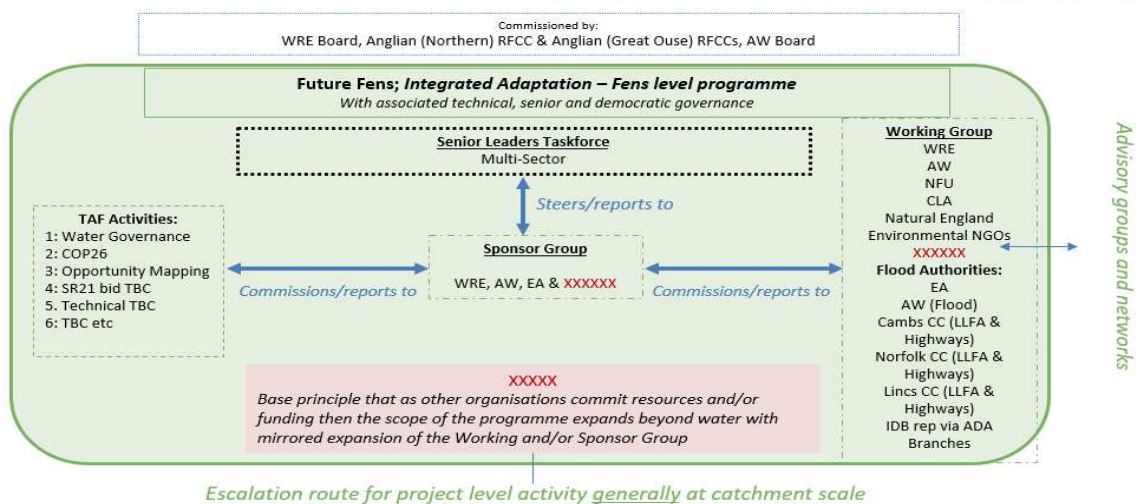 Commissioned by:
WRE Board, Anglian (Northern) RFCC & Anglian (Great Ouse) RFCCs, AW Board
Future Fens; Integrated Adaptation – Fens level programme
With associated technical, senior and democratic governance
Senior Leaders Taskforce
Multi-Sector
Steers/reports to
TAF Activities:
1: Water Governance
2: COP26
3: Opportunity Mapping
4: SR21 bid TBC
5: Technical TBC
6: TBC etc
Commissions/reports to
Sponsor Group
WRE, AW, EA & XXXXXX
Commissions/reports to
Working Group
WRE
AW
NFU
CLA
Natural England
Environmental NGOs
XXXXXX
Flood Authorities:
EA
AW (Flood)
Cambs CC (LLFA &
Highways)
Norfolk CC (LLFA &
Highways)
Lincs CC (LLFA &
Highways)
IDB rep via ADA
Branches
Advisory groups and networks
XXXXX
Base principle that as other organisations commit resources and/or
funding then the scope of the programme expands beyond water with
mirrored expansion of the Working and/or Sponsor Group
Escalation route for project level activity generally at catchment scale